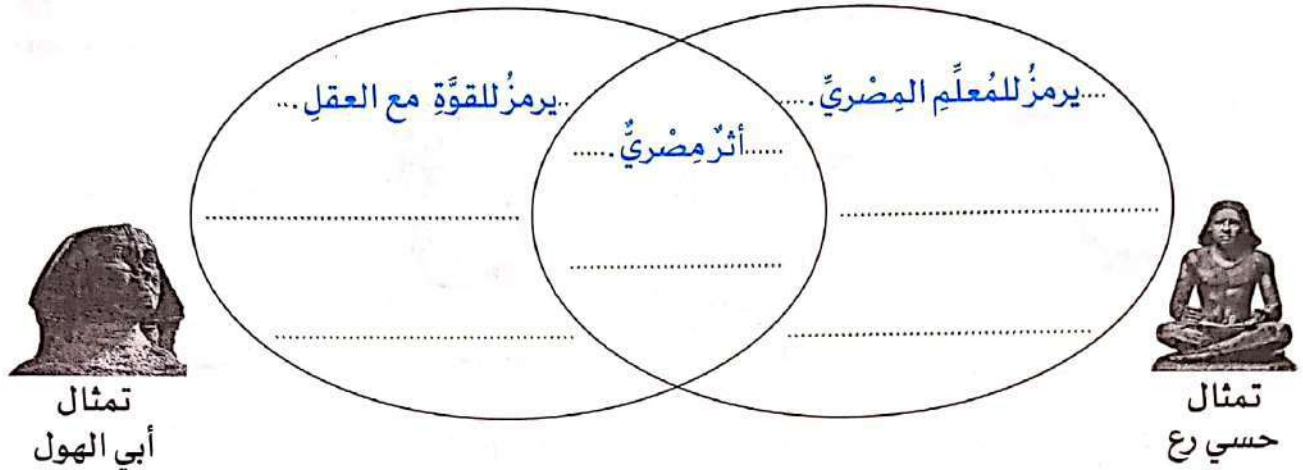 ....يرمزُ للمُعلِّمِ المِصْريِّ.....
..يرمزُ للقوَّةِ مع العقلِ...
......أثرٌ مِصْريٌّ......
تمثال
حسي رع
تمثال
أبي الهول